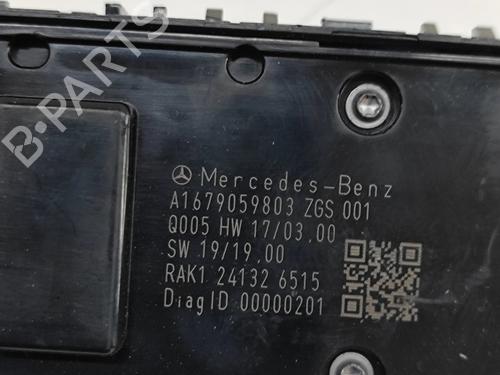 B-PARTS
Mercedes-Benz
A1679059803 ZGS 001
Q005 HW 17/03.00
SW 19/19.00
RAK1 24132 6515
DiagID 00000201